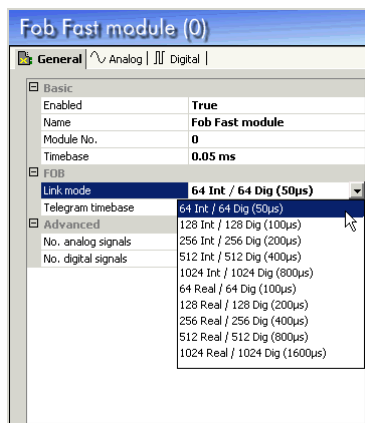 Fob Fast module (0)
General Analog Digital
Basic
Enabled True
Name Fob Fast module
Module No. 0
Timebase 0.05 ms
FOB
Link mode 64 Int / 64 Dig (50µs)
Telegram timebase 64 Int / 64 Dig (50µs)
128 Int / 128 Dig (100µs)
Advanced 256 Int / 256 Dig (200µs)
No. analog signals 512 Int / 512 Dig (400µs)
No. digital signals 1024 Int / 1024 Dig (800µs)
64 Real / 64 Dig (100µs)
128 Real / 128 Dig (200µs)
256 Real / 256 Dig (400µs)
512 Real / 512 Dig (800µs)
1024 Real / 1024 Dig (1600µs)